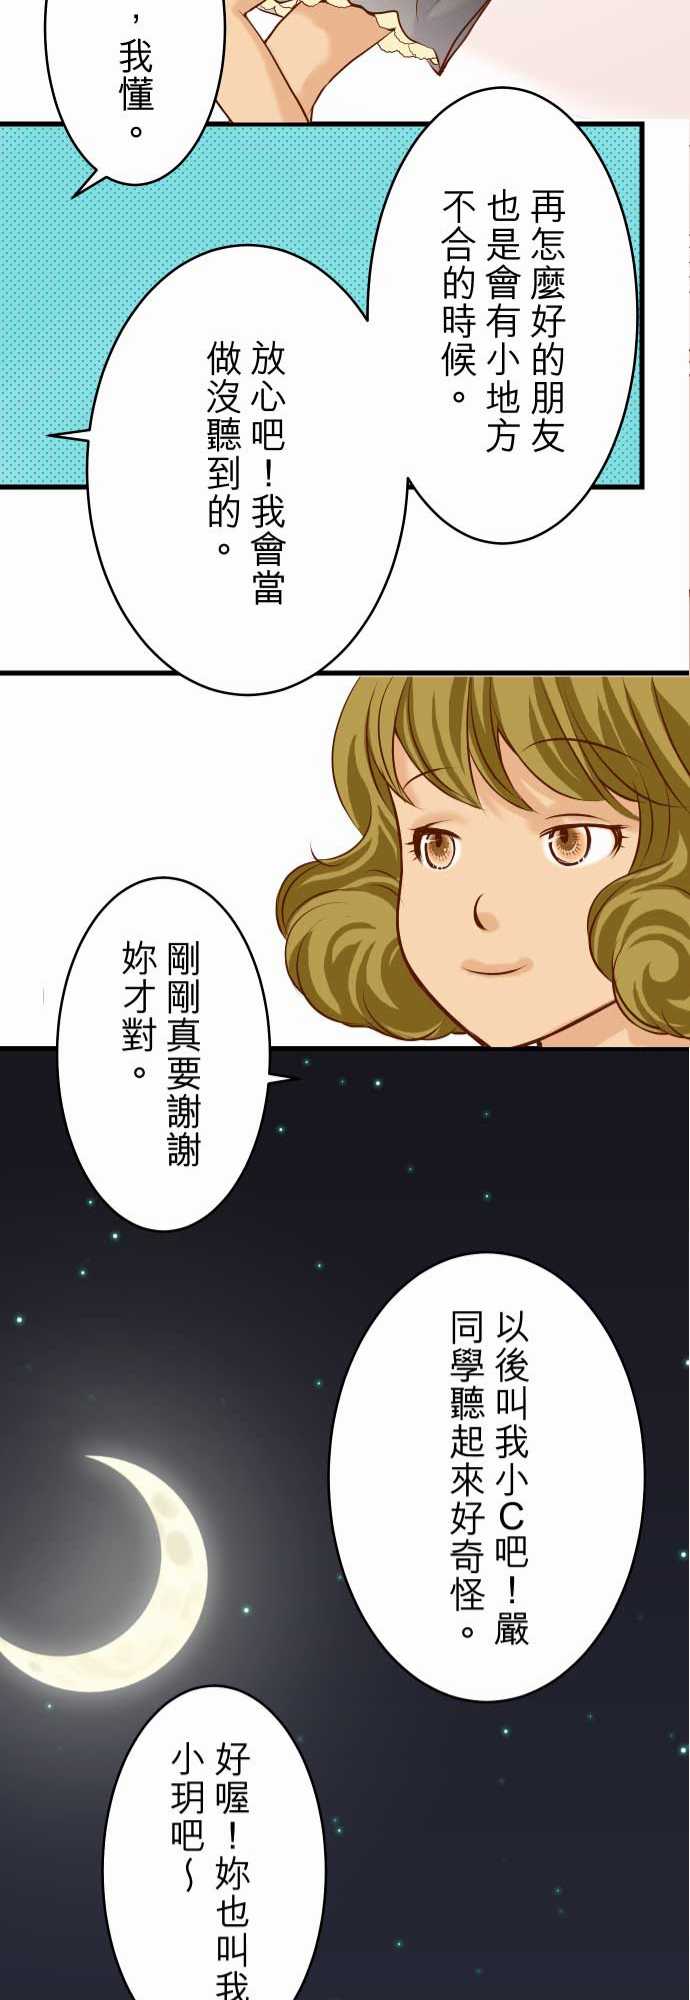 ，我懂。
再怎麼好的朋友
也是會有小地方
不合的時候。
放心吧！我會當
做沒聽到的。
剛剛真要謝謝
妳才對。
以後叫我小C吧！嚴
同學聽起來好奇怪。
好喔！妳也叫我
小玥吧～